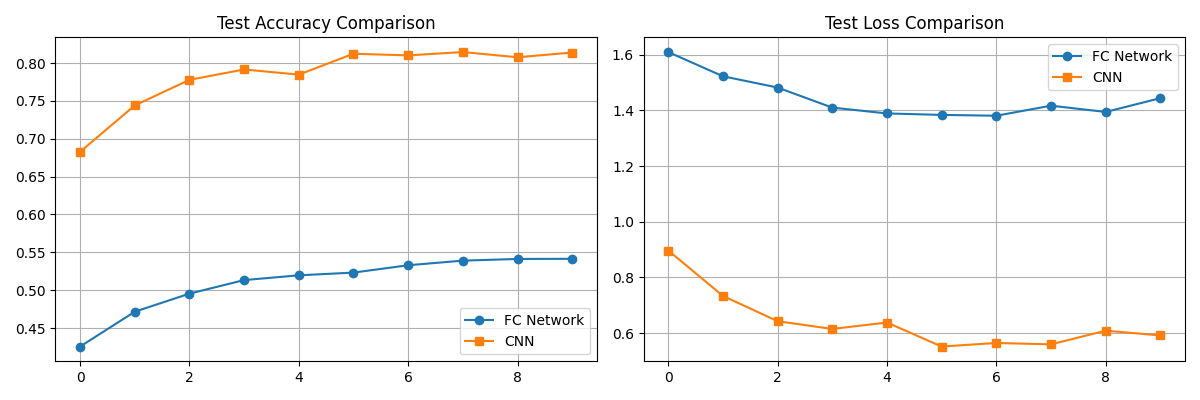 Test Accuracy Comparison
0.80
0.75
0.70
0.65
0.60
0.55
0.50
0.45
FC Network
CNN
0 2 4 6 8
Test Loss Comparison
1.6
1.4
1.2
1.0
0.8
0.6
FC Network
CNN
0 2 4 6 8